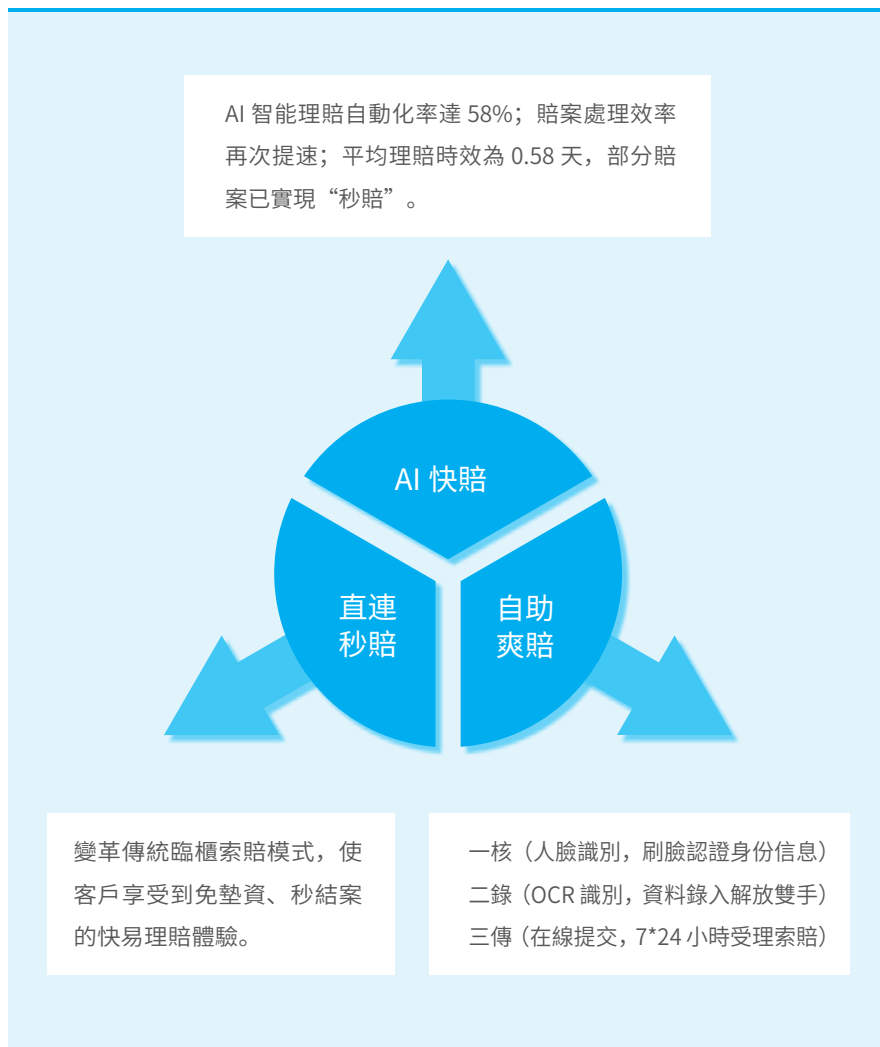 AI 智能理賠自動化率達 58%；賠案處理效率
再次提速；平均理賠時效為 0.58 天，部分賠
案已實現“秒賠”。
AI 快賠
直連
秒賠
自助
爽賠
變革傳統臨櫃索賠模式，使
客戶享受到免墊資、秒結案
的快易理賠體驗。
一核（人臉識別，刷臉認證身份信息）
二錄（OCR 識別，資料錄入解放雙手）
三傳（在線提交，7*24 小時受理索賠）